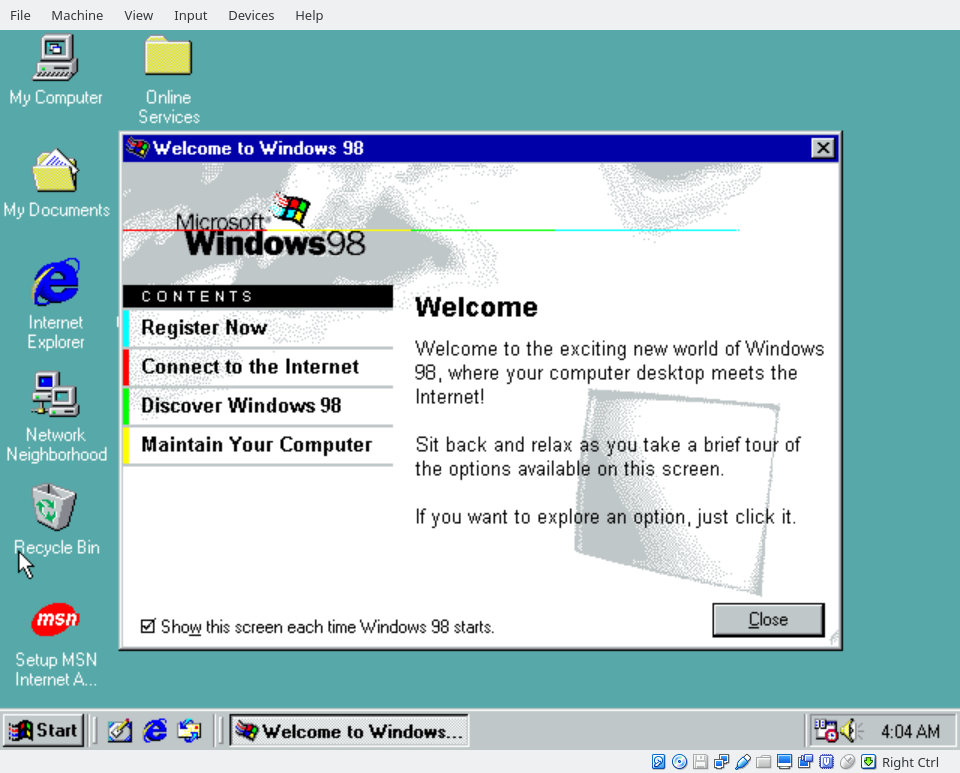 File Machine View Input Devices Help
My Computer
Online
Services
My Documents
Internet
Explorer
Network
Neighborhood
Recycle Bin
msn
Setup MSN
Internet A...
Welcome to Windows 98
Microsoft®
Windows98
CONTENTS
Register Now
Connect to the Internet
Discover Windows 98
Maintain Your Computer
Welcome
Welcome to the exciting new world of Windows
98, where your computer desktop meets the
Internet!
Sit back and relax as you take a brief tour of
the options available on this screen.
If you want to explore an option, just click it.
Show this screen each time Windows 98 starts.
Close
Start
Welcome to Windows...
4:04 AM
Right Ctrl